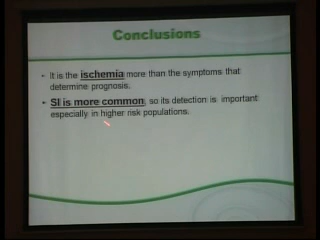 Conclusions
• It is the ischemia more than the symptoms that
determine prognosis.
• SI is more common, so its detection is important
especially in higher risk populations.